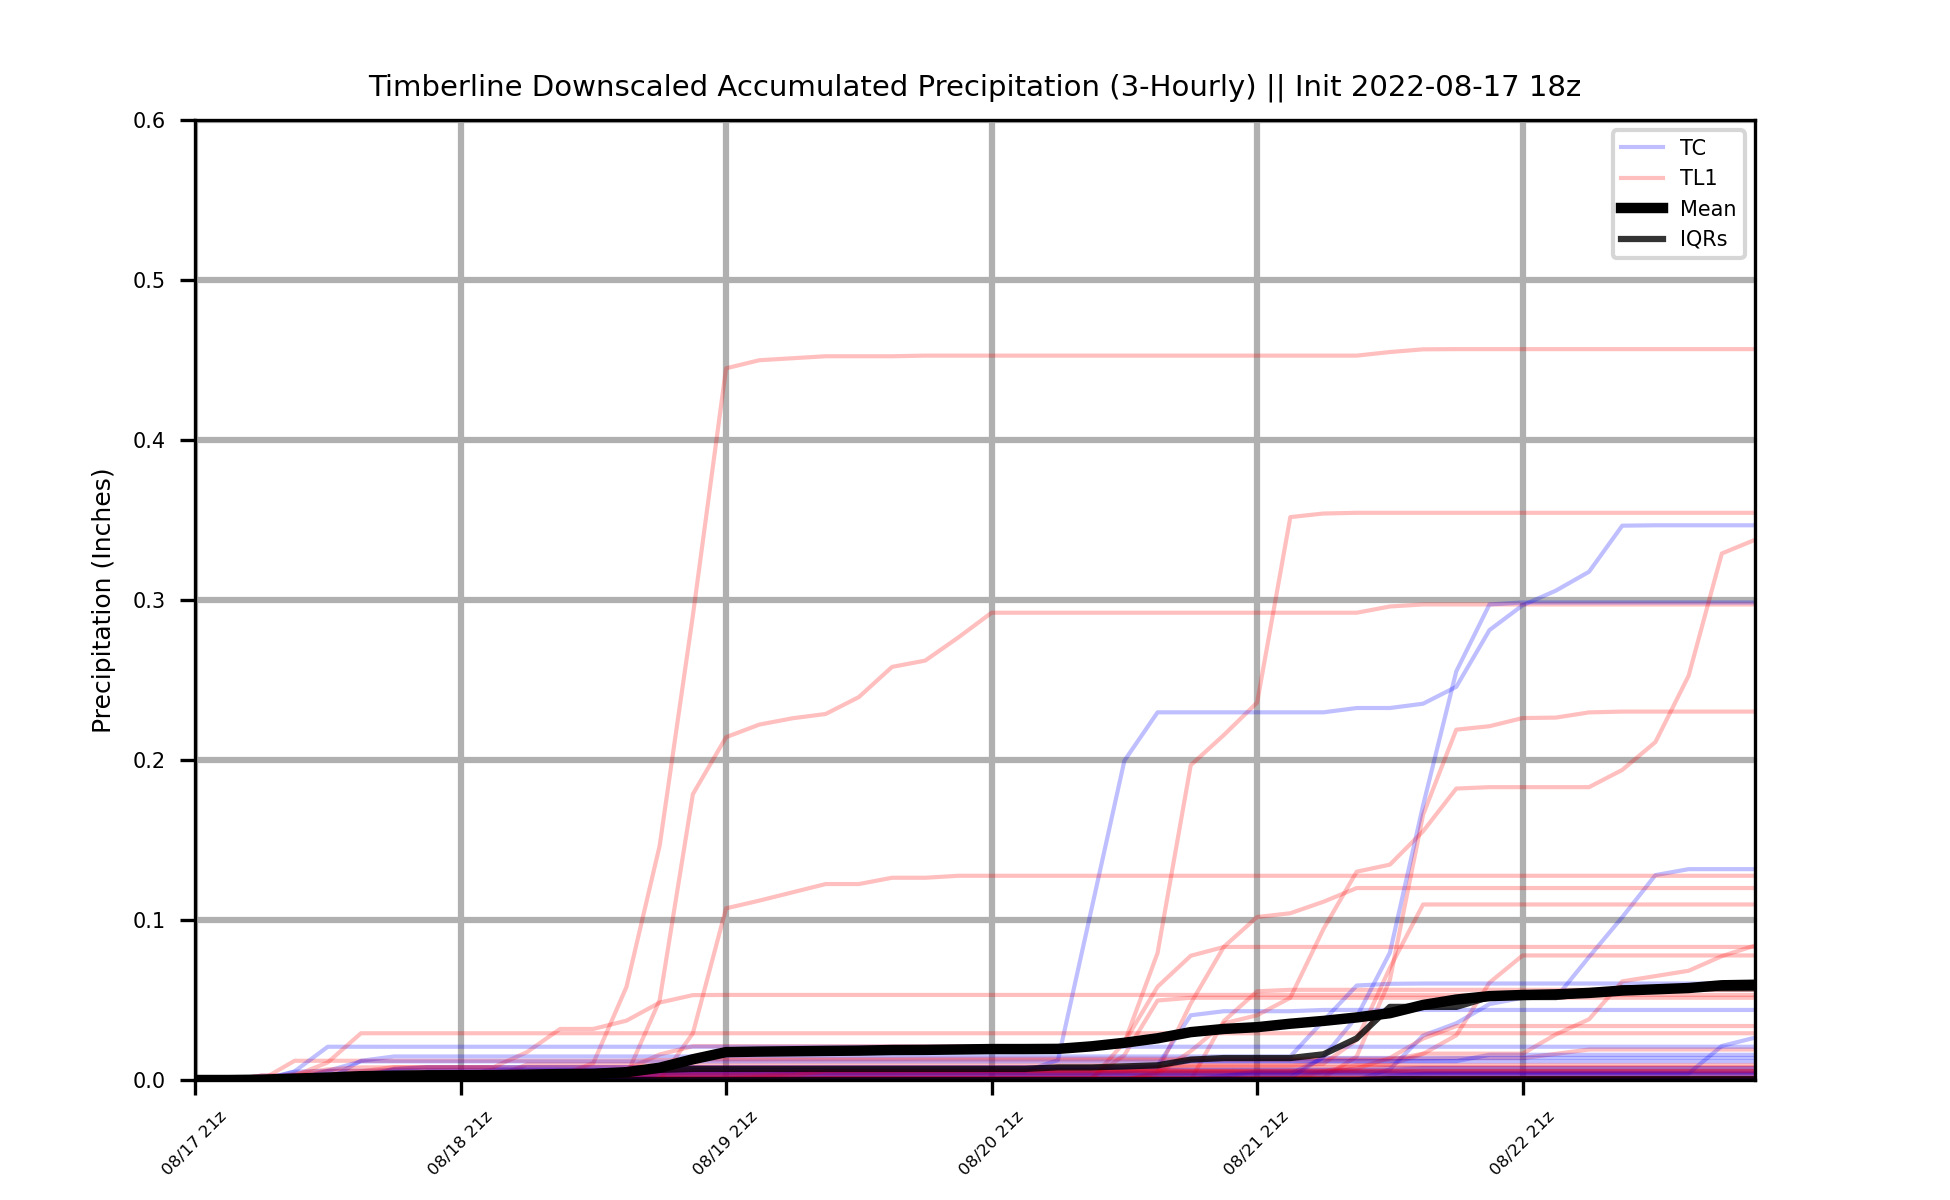 Timberline Downscaled Accumulated Precipitation (3-Hourly) || Init 2022-08-17 18z
TC
TL1
Mean
IQRs
Precipitation (Inches)
0.6
0.5
0.4
0.3
0.2
0.1
0.0
08/17 21z
08/18 21z
08/19 21z
08/20 21z
08/21 21z
08/22 21z